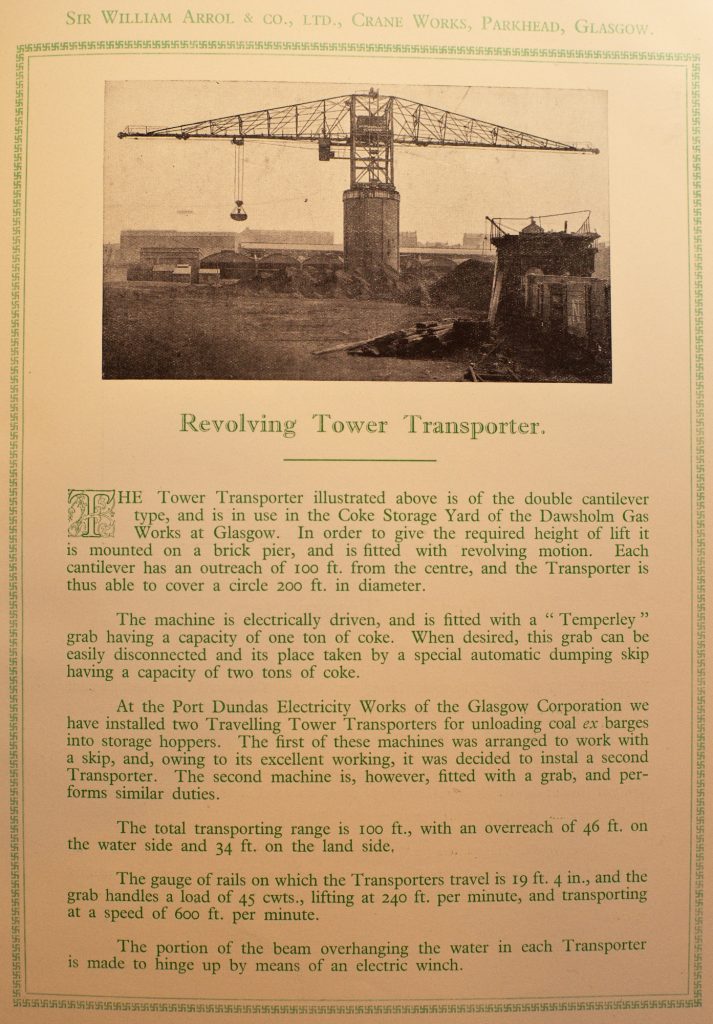 SIR WILLIAM ARROL & CO., LTD., CRANE WORKS, PARKHEAD, GLASGOW.
Revolving Tower Transporter.
THE Tower Transporter illustrated above is of the double cantilever
type, and is in use in the Coke Storage Yard of the Dawsholm Gas
Works at Glasgow. In order to give the required height of lift it
is mounted on a brick pier, and is fitted with revolving motion. Each
cantilever has an outreach of 100 ft. from the centre, and the Transporter is
thus able to cover a circle 200 ft. in diameter.
The machine is electrically driven, and is fitted with a “ Temperley ”
grab having a capacity of one ton of coke. When desired, this grab can be
easily disconnected and its place taken by a special automatic dumping skip
having a capacity of two tons of coke.
At the Port Dundas Electricity Works of the Glasgow Corporation we
have installed two Travelling Tower Transporters for unloading coal ex barges
into storage hoppers. The first of these machines was arranged to work with
a skip, and, owing to its excellent working, it was decided to instal a second
Transporter. The second machine is, however, fitted with a grab, and per-
forms similar duties.
The total transporting range is 100 ft., with an overreach of 46 ft. on
the water side and 34 ft. on the land side.
The gauge of rails on which the Transporters travel is 19 ft. 4 in., and the
grab handles a load of 45 cwts., lifting at 240 ft. per minute, and transporting
at a speed of 600 ft. per minute.
The portion of the beam overhanging the water in each Transporter
is made to hinge up by means of an electric winch.